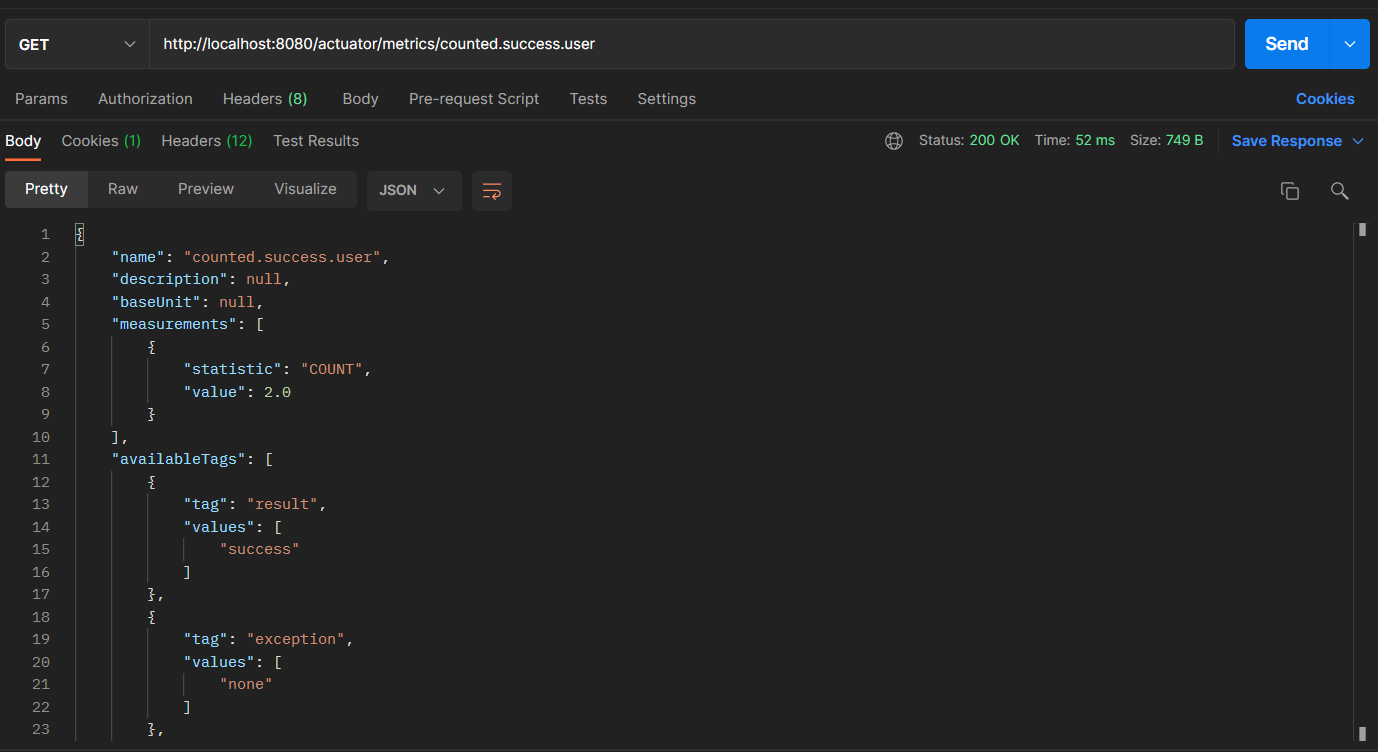 GET http://localhost:8080/actuator/metrics/counted.success.user Send
Params Authorization Headers (8) Body Pre-request Script Tests Settings Cookies
Body Cookies (1) Headers (12) Test Results Status: 200 OK Time: 52 ms Size: 749 B Save Response
Pretty Raw Preview Visualize JSON
1 {
2 "name": "counted.success.user",
3 "description": null,
4 "baseUnit": null,
5 "measurements": [
6 {
7 "statistic": "COUNT",
8 "value": 2.0
9 }
10 ],
11 "availableTags": [
12 {
13 "tag": "result",
14 "values": [
15 "success"
16 ]
17 },
18 {
19 "tag": "exception",
20 "values": [
21 "none"
22 ]
23 },